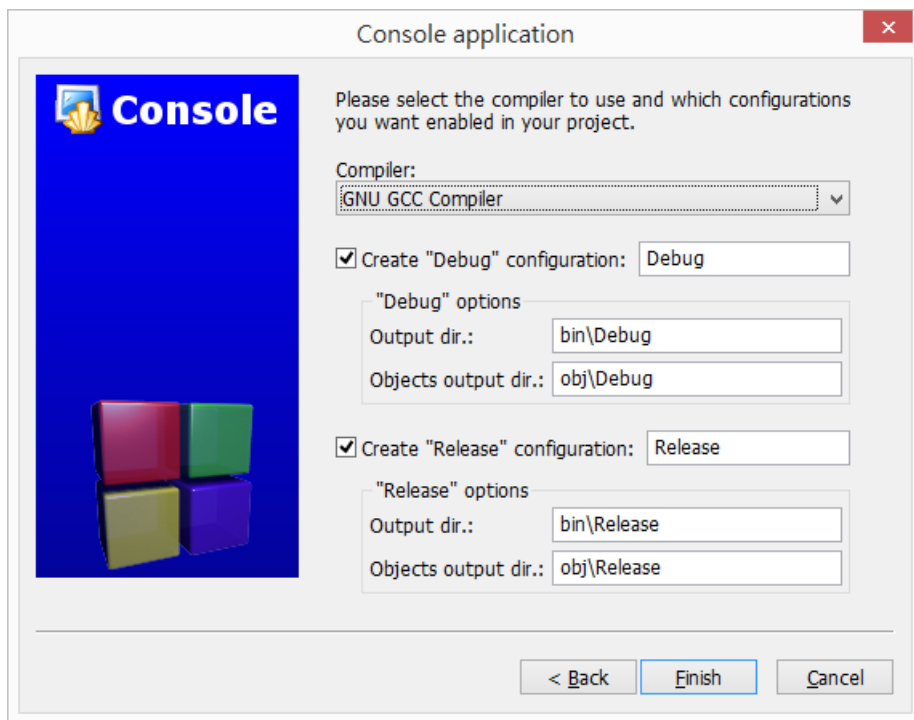 Console application
Console
Please select the compiler to use and which configurations
you want enabled in your project.
Compiler:
GNU GCC Compiler
Create "Debug" configuration: Debug
"Debug" options
Output dir.: bin\Debug
Objects output dir.: obj\Debug
Create "Release" configuration: Release
"Release" options
Output dir.: bin\Release
Objects output dir.: obj\Release
< Back Finish Cancel